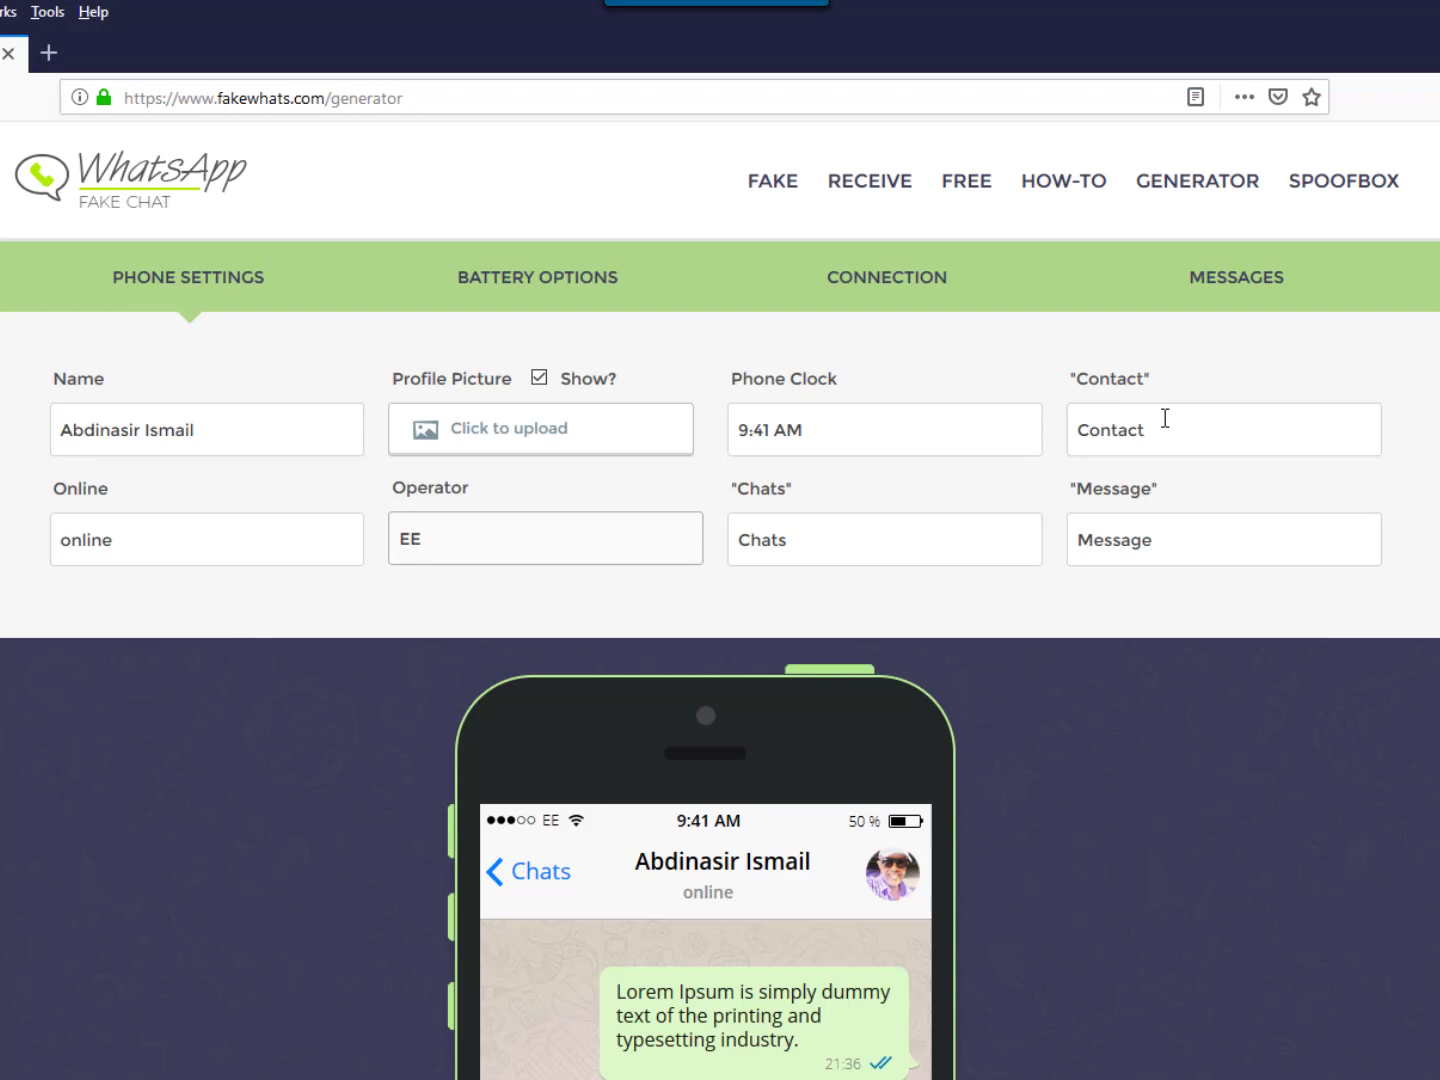 rks Tools Help
https://www.fakewhats.com/generator
WhatsApp
FAKE CHAT
FAKE RECEIVE FREE HOW-TO GENERATOR SPOOFBOX
PHONE SETTINGS BATTERY OPTIONS CONNECTION MESSAGES
Name Profile Picture Show? Phone Clock "Contact"
Abdinasir Ismail Click to upload 9:41 AM Contact
Online Operator "Chats" "Message"
online EE Chats Message
EE 9:41 AM 50 %
Chats Abdinasir Ismail
online
Lorem Ipsum is simply dummy
text of the printing and
typesetting industry.
21:36